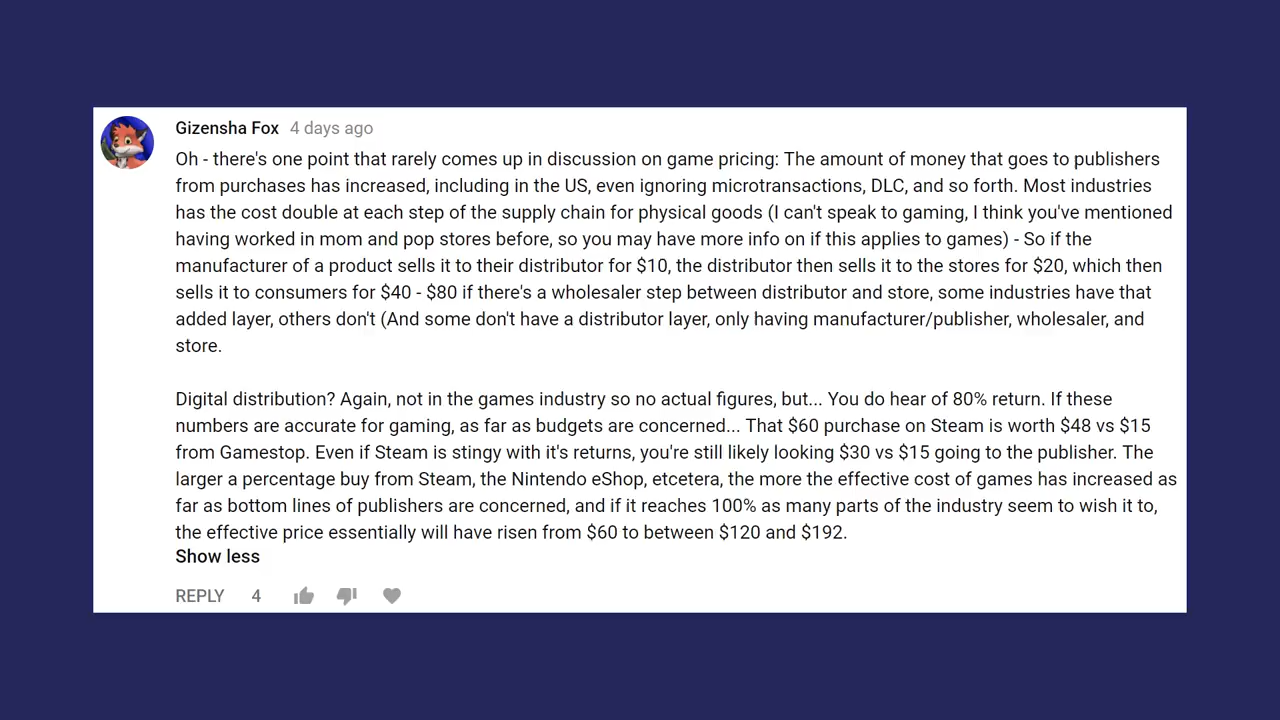 Gizensha Fox 4 days ago
Oh - there's one point that rarely comes up in discussion on game pricing: The amount of money that goes to publishers
from purchases has increased, including in the US, even ignoring microtransactions, DLC, and so forth. Most industries
has the cost double at each step of the supply chain for physical goods (I can't speak to gaming, I think you've mentioned
having worked in mom and pop stores before, so you may have more info on if this applies to games) - So if the
manufacturer of a product sells it to their distributor for $10, the distributor then sells it to the stores for $20, which then
sells it to consumers for $40 - $80 if there's a wholesaler step between distributor and store, some industries have that
added layer, others don't (And some don't have a distributor layer, only having manufacturer/publisher, wholesaler, and
store.
Digital distribution? Again, not in the games industry so no actual figures, but... You do hear of 80% return. If these
numbers are accurate for gaming, as far as budgets are concerned... That $60 purchase on Steam is worth $48 vs $15
from Gamestop. Even if Steam is stingy with it's returns, you're still likely looking $30 vs $15 going to the publisher. The
larger a percentage buy from Steam, the Nintendo eShop, etcetera, the more the effective cost of games has increased as
far as bottom lines of publishers are concerned, and if it reaches 100% as many parts of the industry seem to wish it to,
the effective price essentially will have risen from $60 to between $120 and $192.
Show less
REPLY 4